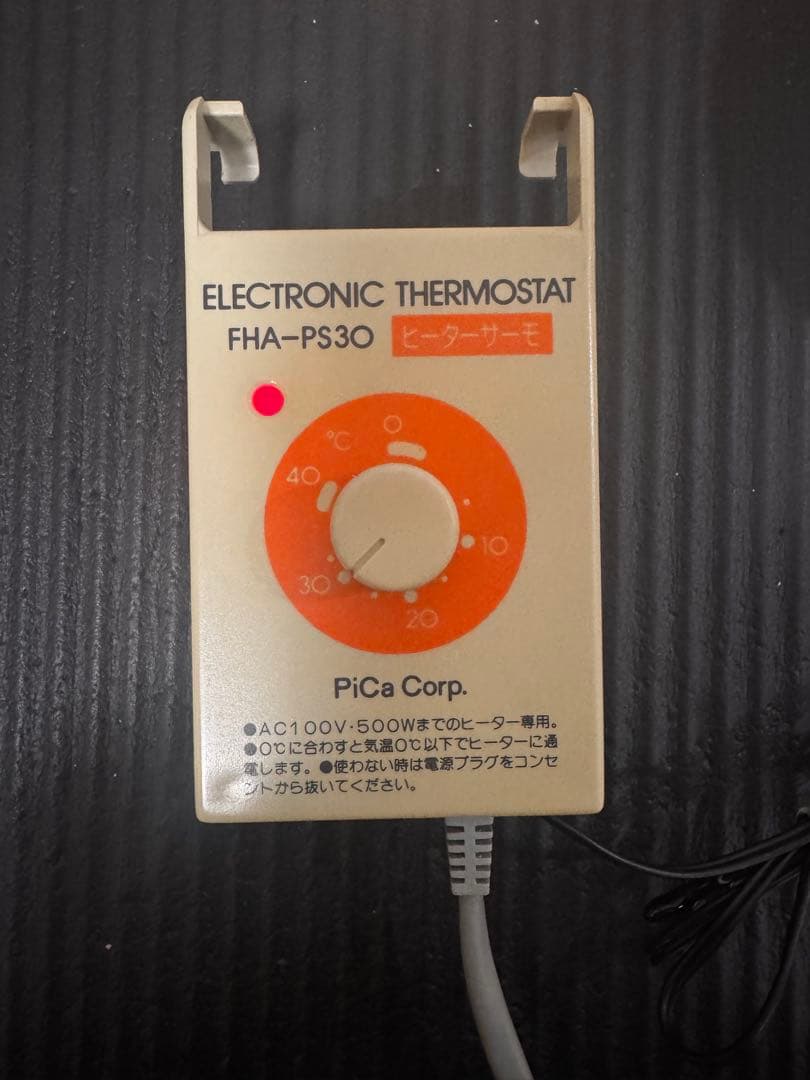 ELECTRONIC THERMOSTAT
FHA-PS30 ヒーターサーモ
0
℃
40
10
30
20
PiCa Corp.
●AC100V・500Wまでのヒーター専用。
●0℃に合わすと気温0℃以下でヒーターに通
電します。●使わない時は電源プラグをコンセ
ントから抜いてください。